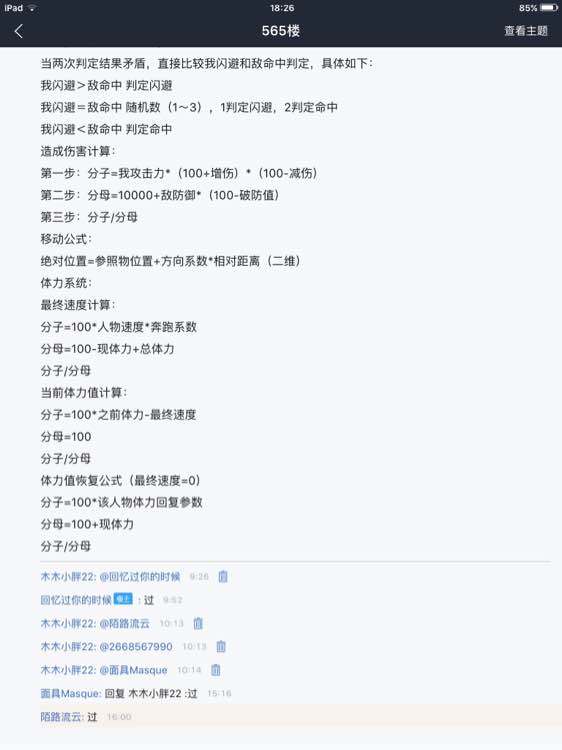 iPad 18:26 85%
565楼 查看主题
当两次判定结果矛盾，直接比较我闪避和敌命中判定，具体如下：
我闪避＞敌命中 判定闪避
我闪避＝敌命中 随机数（1～3），1判定闪避，2判定命中
我闪避＜敌命中 判定命中
造成伤害计算：
第一步：分子=我攻击力*（100+增伤）*（100-减伤）
第二步：分母=10000+敌防御*（100-破防值）
第三步：分子/分母
移动公式：
绝对位置=参照物位置+方向系数*相对距离（二维）
体力系统：
最终速度计算：
分子=100*人物速度*奔跑系数
分母=100-现体力+总体力
分子/分母
当前体力值计算：
分子=100*之前体力-最终速度
分母=100
分子/分母
体力值恢复公式（最终速度=0）
分子=100*该人物体力回复参数
分母=100+现体力
分子/分母
木木小胖22: @回忆过你的时候 9:26
回忆过你的时候 楼主 : 过 9:52
木木小胖22: @陌路流云 10:13
木木小胖22: @2668567990 10:13
木木小胖22: @面具Masque 10:14
面具Masque: 回复 木木小胖22 :过 15:16
陌路流云: 过 16:00